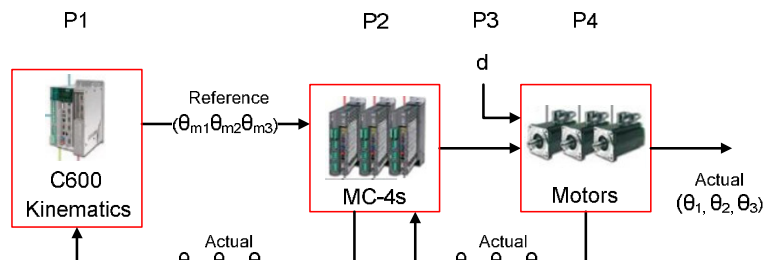 P1
P2
P3
P4
d
Reference
(θm1θm2θm3)
C600
Kinematics
MC-4s
Motors
Actual
(θ1, θ2, θ3)
Actual
Actual